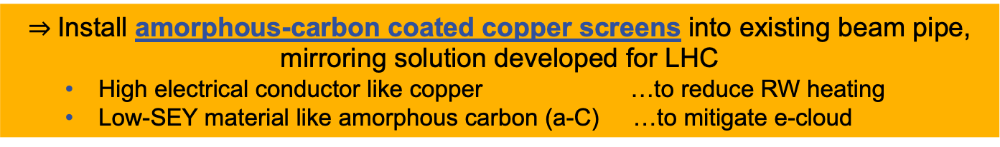 ⇒ Install amorphous-carbon coated copper screens into existing beam pipe,
mirroring solution developed for LHC
• High electrical conductor like copper …to reduce RW heating
• Low-SEY material like amorphous carbon (a-C) …to mitigate e-cloud